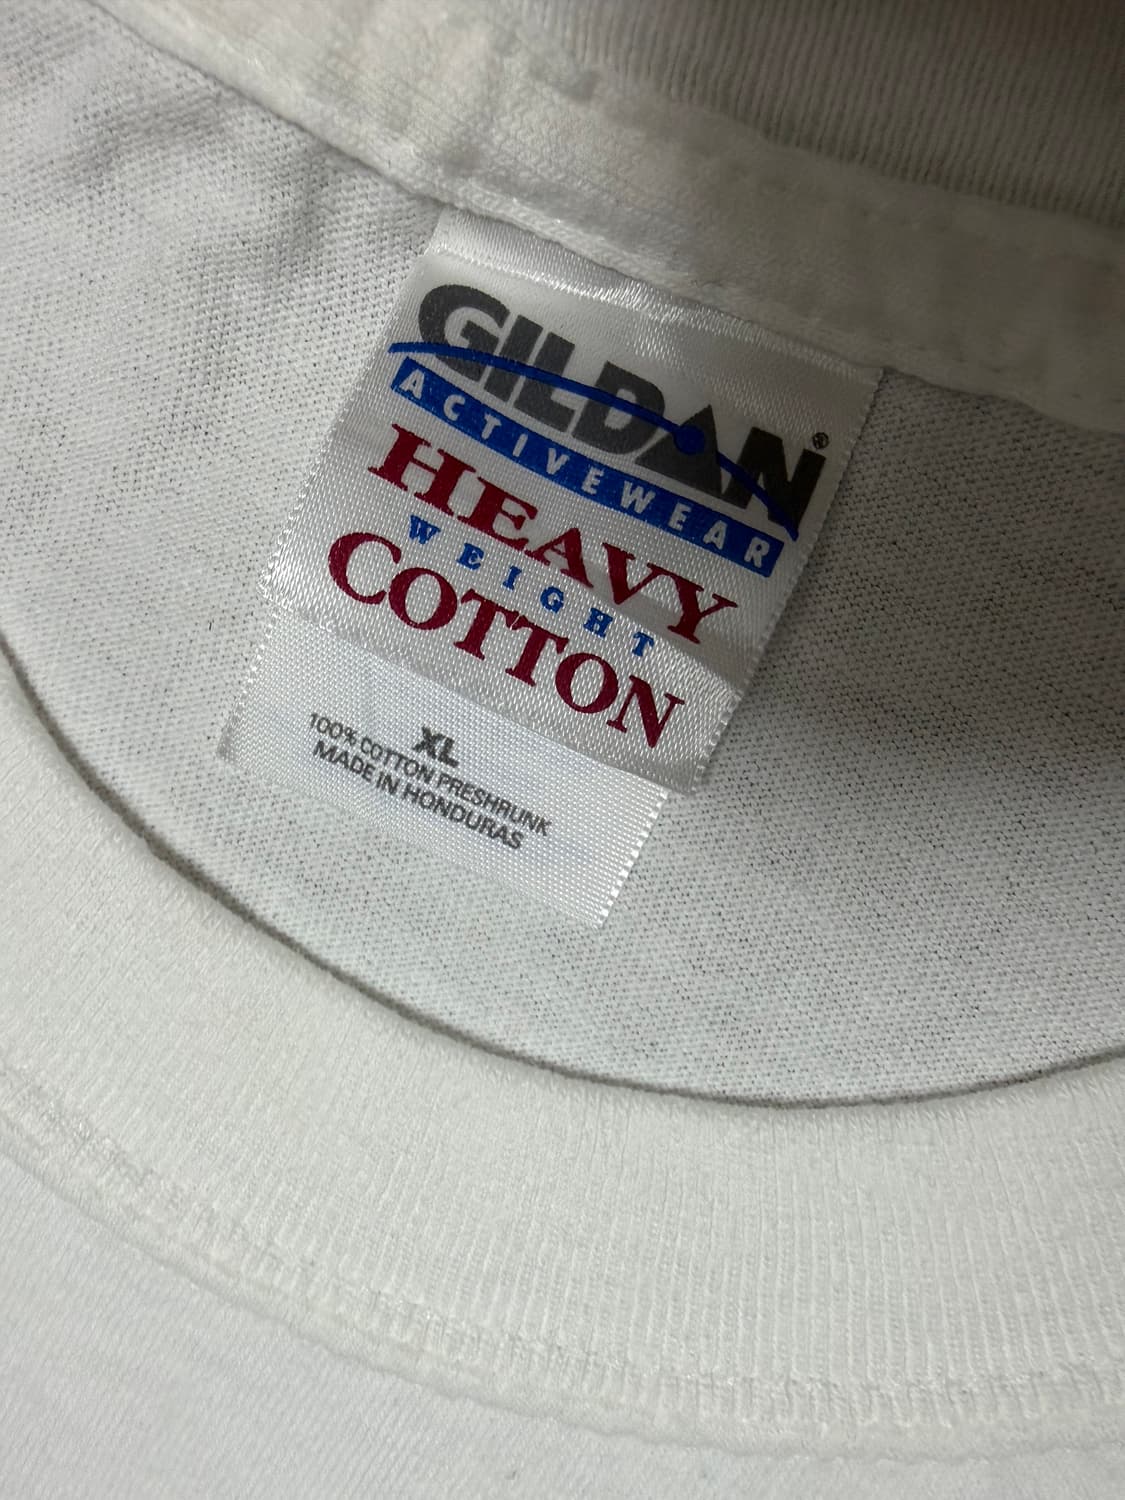 GILDAN®
ACTIVEWEAR
HEAVY
WEIGHT
COTTON
XL
100% COTTON PRESHRUNK
MADE IN HONDURAS